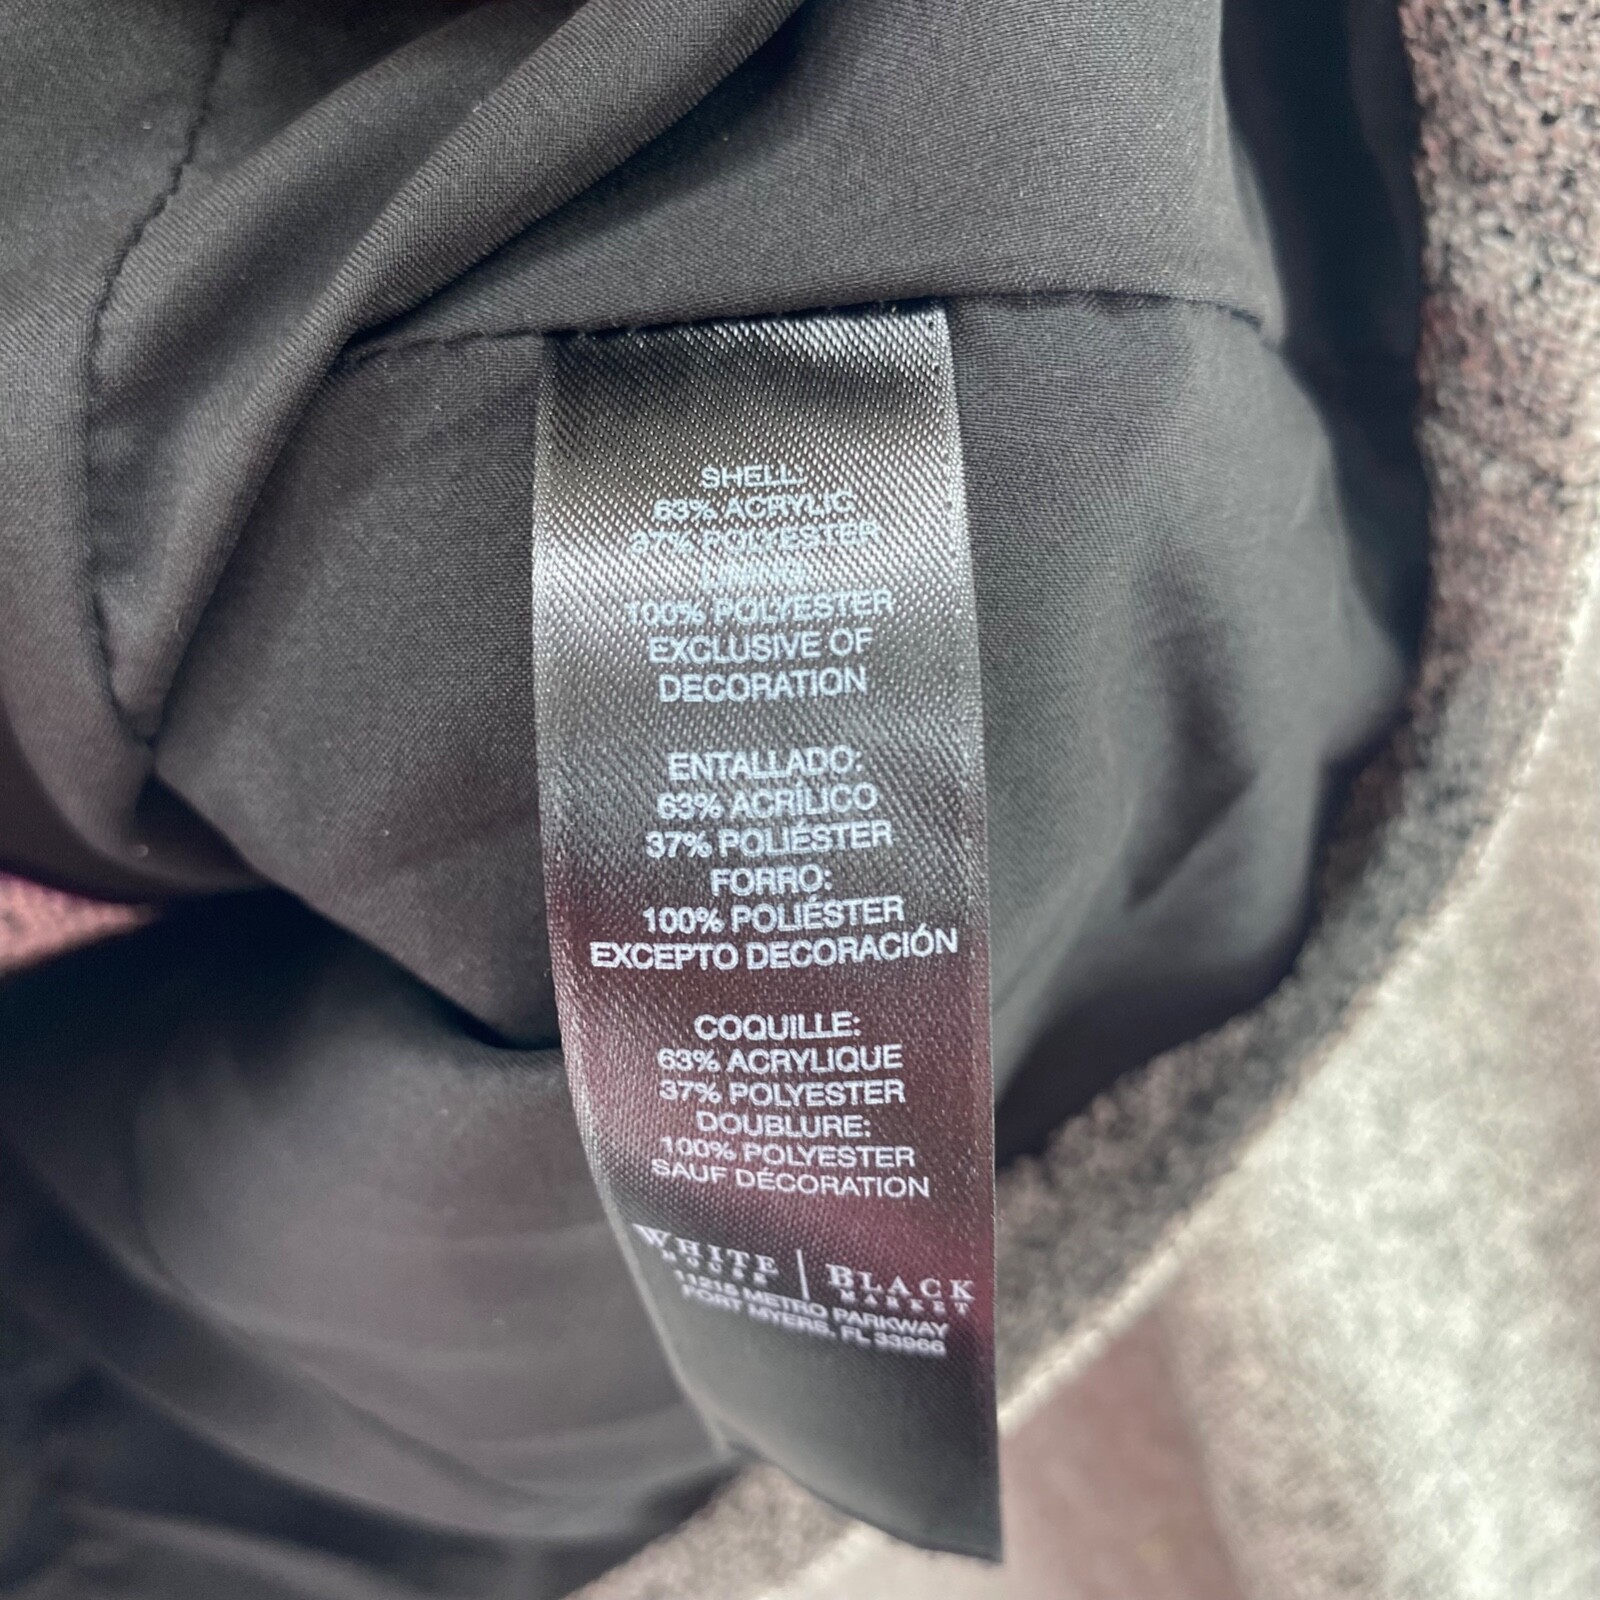 SHELL:
63% ACRYLIC
37% POLYESTER
LINING:
100% POLYESTER
EXCLUSIVE OF
DECORATION
ENTALLADO:
63% ACRÍLICO
37% POLIÉSTER
FORRO:
100% POLIÉSTER
EXCEPTO DECORACIÓN
COQUILLE:
63% ACRYLIQUE
37% POLYESTER
DOUBLURE:
100% POLYESTER
SAUF DÉCORATION
WHITE | BLACK
HOUSE MARKET
11215 METRO PARKWAY
FORT MYERS, FL 33966